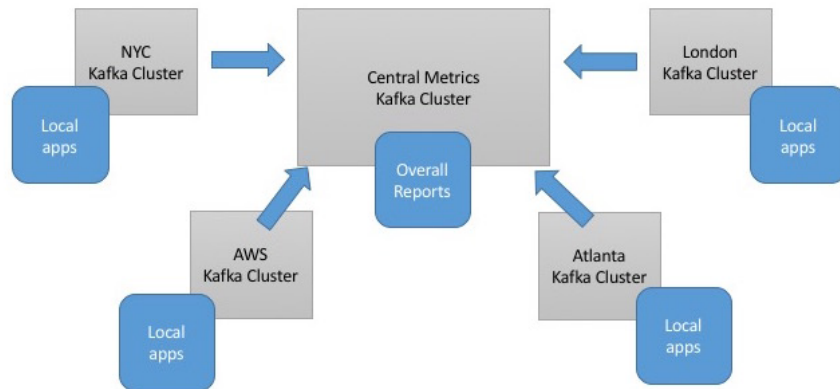 NYC
Kafka Cluster
Local
apps
Central Metrics
Kafka Cluster
Overall
Reports
London
Kafka Cluster
Local
apps
AWS
Kafka Cluster
Local
apps
Atlanta
Kafka Cluster
Local
apps